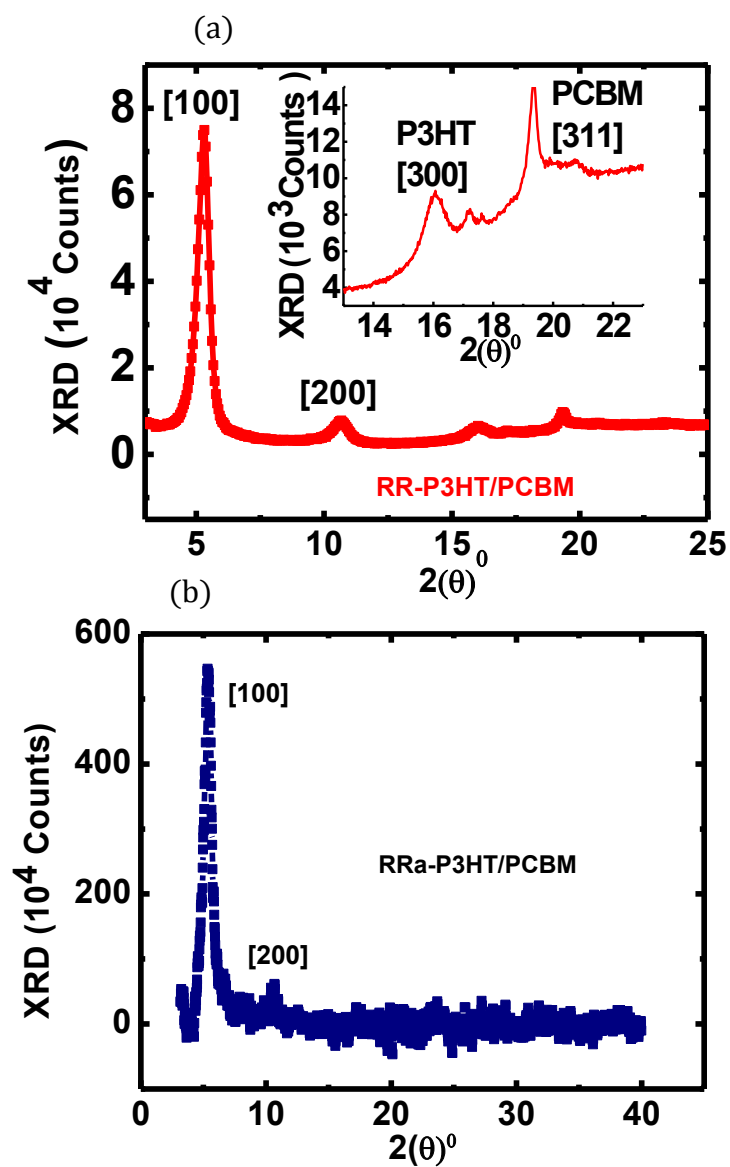 (a)
8
6
4
2
0
XRD (10 4 Counts)
[100]
[200]
RR-P3HT/PCBM
5 10 15 20 25
2(θ)0
14
12
10
8
6
4
XRD (10 3 Counts)
P3HT
[300]
PCBM
[311]
14 16 18 20 22
2(θ)0
(b)
600
400
200
0
XRD (10 4 Counts)
[100]
[200]
RRa-P3HT/PCBM
0 10 20 30 40
2(θ)0